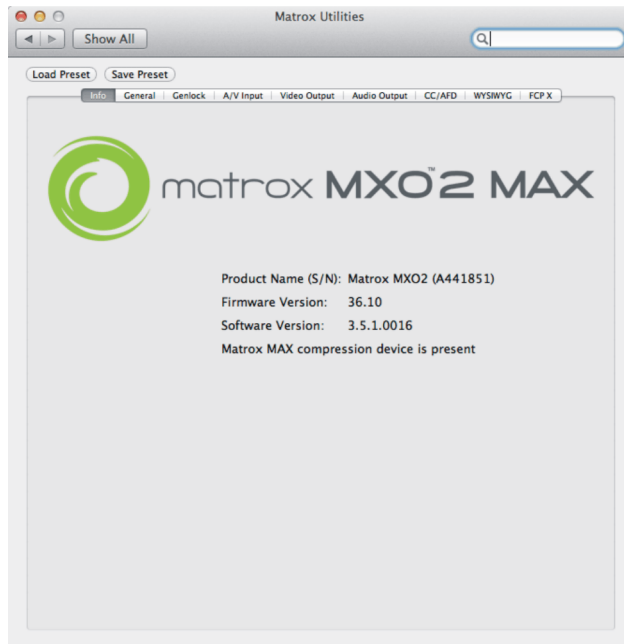 Matrox Utilities
Show All
Load Preset Save Preset
Info General Genlock A/V Input Video Output Audio Output CC/AFD WYSIWYG FCP X
matrox MXO™2 MAX
Product Name (S/N): Matrox MXO2 (A441851)
Firmware Version: 36.10
Software Version: 3.5.1.0016
Matrox MAX compression device is present